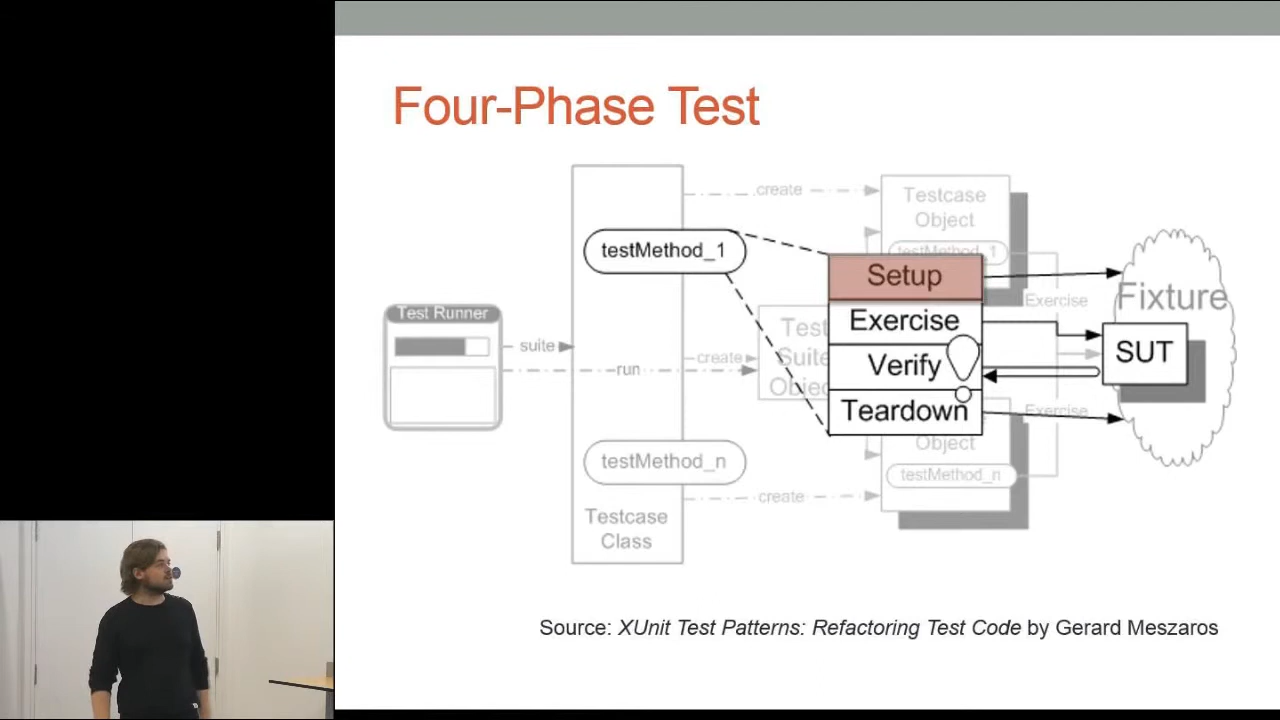 Four-Phase Test
create
Testcase
Object
testMethod_1
testMethod_1
Setup
Exercise
Fixture
Test Runner
Exercise
Test
Suite
Object
suite
create
Verify
SUT
run
Teardown
Exercise
Object
testMethod_n
testMethod_n
create
Testcase
Class
Source: XUnit Test Patterns: Refactoring Test Code by Gerard Meszaros